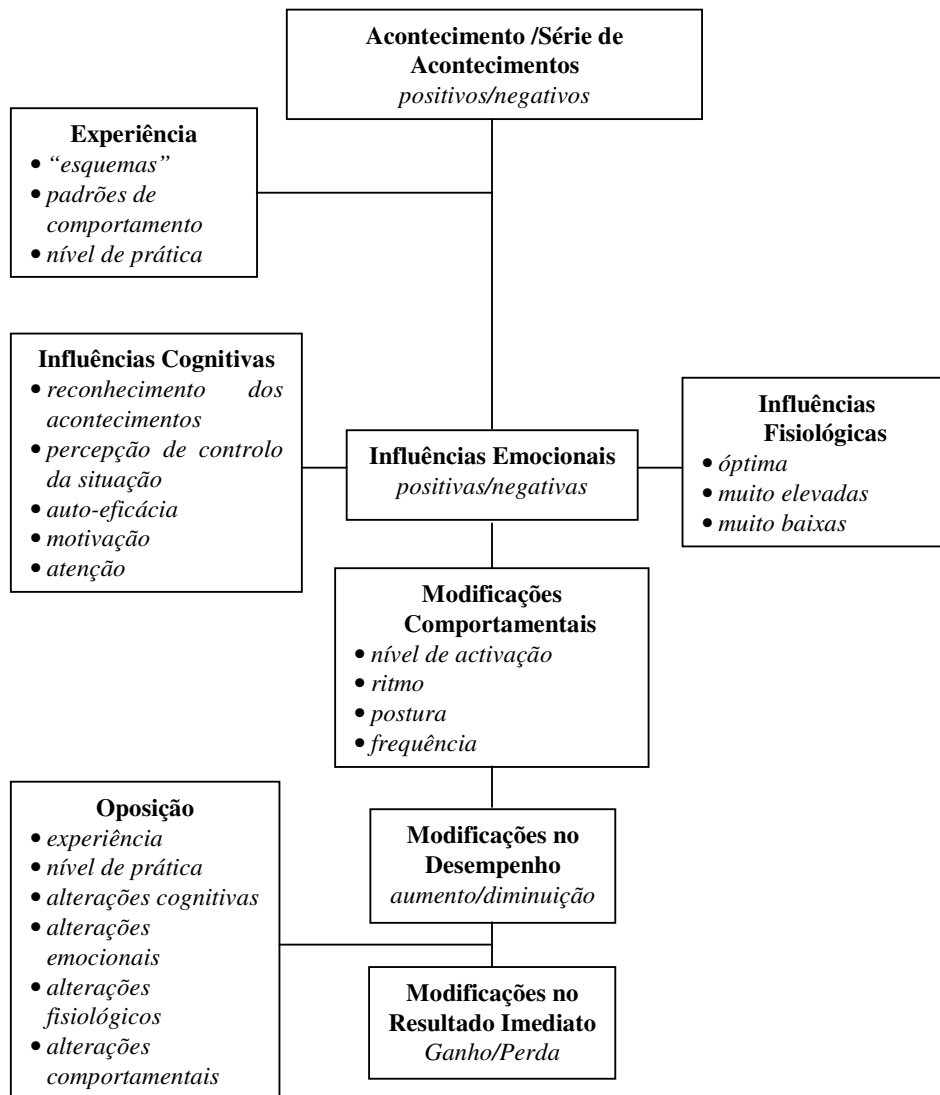 Acontecimento /Série de
Acontecimentos
positivos/negativos
Experiência
• “esquemas”
• padrões de
comportamento
• nível de prática
Influências Cognitivas
• reconhecimento dos
acontecimentos
• percepção de controlo
da situação
• auto-eficácia
• motivação
• atenção
Influências Emocionais
positivas/negativas
Influências
Fisiológicas
• óptima
• muito elevadas
• muito baixas
Modificações
Comportamentais
• nível de activação
• ritmo
• postura
• frequência
Oposição
• experiência
• nível de prática
• alterações cognitivas
• alterações
emocionais
• alterações
fisiológicos
• alterações
comportamentais
Modificações no
Desempenho
aumento/diminuição
Modificações no
Resultado Imediato
Ganho/Perda